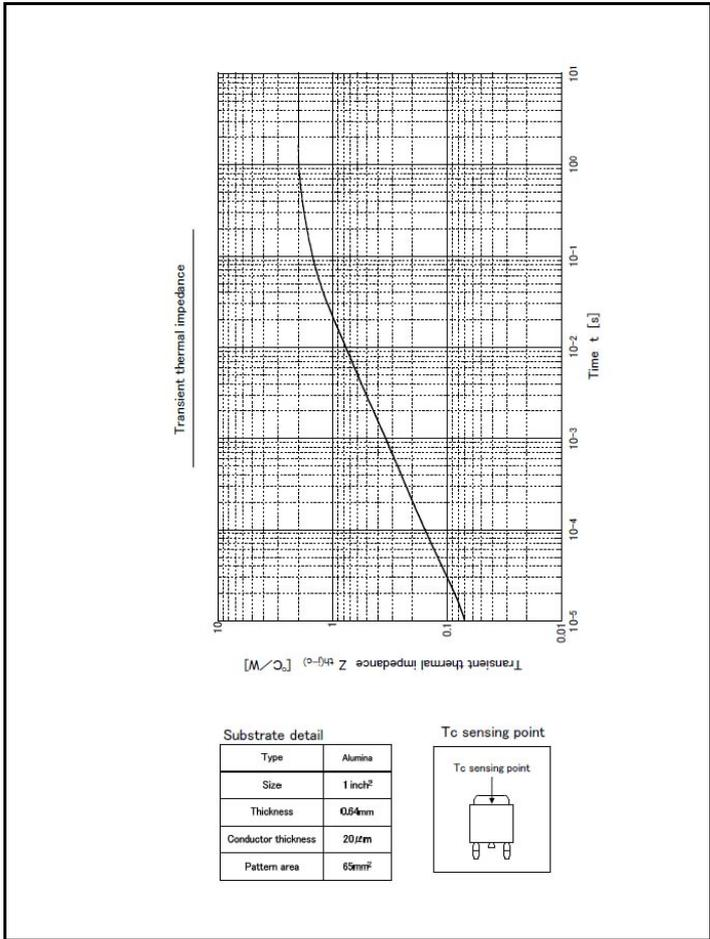 Transient thermal impedance
10
1
0.1
0.01
Transient thermal impedance Z th(j-c) [°C/W]
10-5
10-4
10-3
10-2
10-1
100
101
Time t [s]
Substrate detail
Type Alumina
Size 1 inch²
Thickness 0.64mm
Conductor thickness 20μm
Pattern area 65mm²
Tc sensing point
Tc sensing point